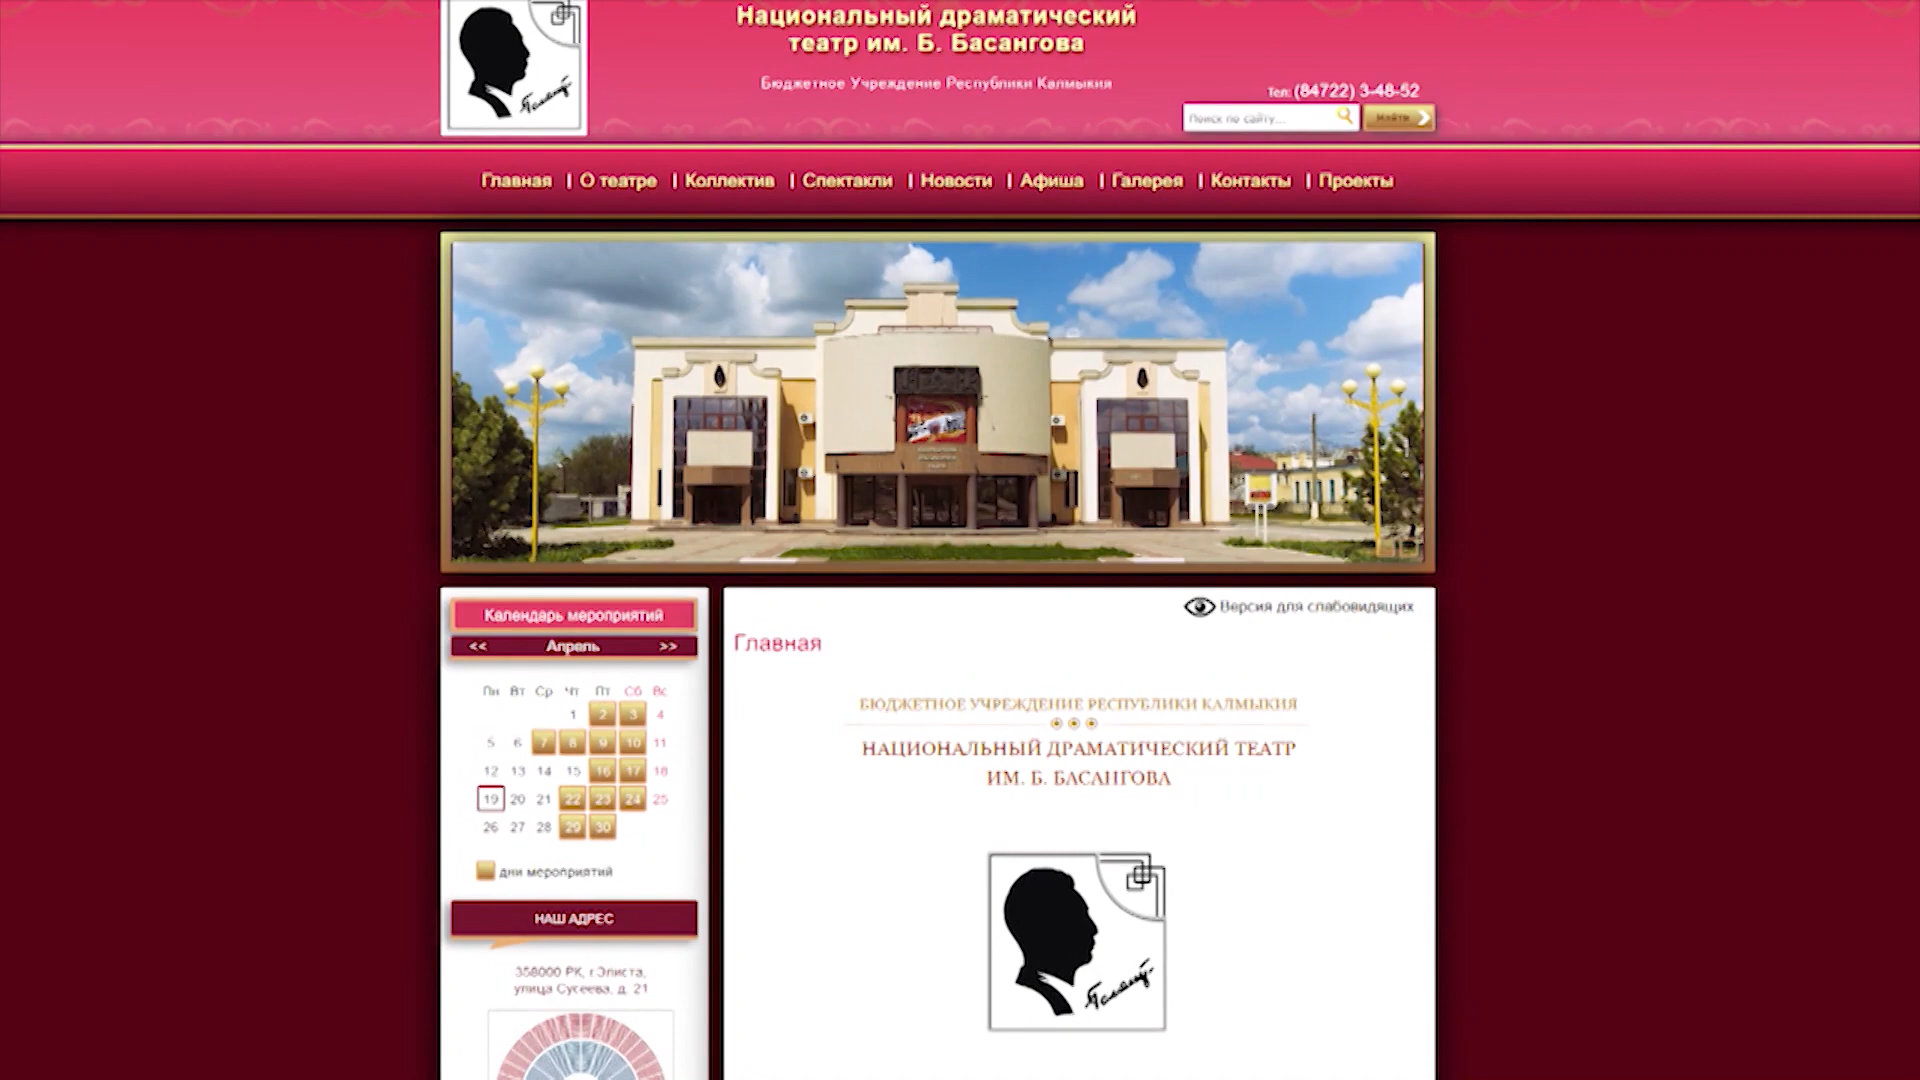 Национальный драматический
театр им. Б. Басангова
Бюджетное Учреждение Республики Калмыкии
Тел: (84722) 3-48-52
Поиск по сайту...
Найти
Главная | О театре | Коллектив | Спектакли | Новости | Афиша | Галерея | Контакты | Проекты
Календарь мероприятий
<< Апрель >>
Пн Вт Ср Чт Пт Сб Вс
1 2 3 4
5 6 7 8 9 10 11
12 13 14 15 16 17 18
19 20 21 22 23 24 25
26 27 28 29 30
дни мероприятий
НАШ АДРЕС
358000 РК, г.Элиста,
улица Сусеева, д. 21
Версия для слабовидящих
Главная
БЮДЖЕТНОЕ УЧРЕЖДЕНИЕ РЕСПУБЛИКИ КАЛМЫКИЯ
НАЦИОНАЛЬНЫЙ ДРАМАТИЧЕСКИЙ ТЕАТР
ИМ. Б. БАСАНГОВА